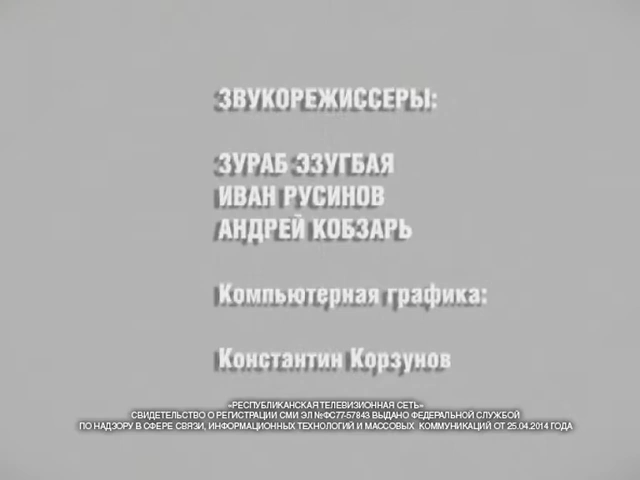 ЗВУКОРЕЖИССЕРЫ:
ЗУРАБ ЭЗУГБАЯ
ИВАН РУСИНОВ
АНДРЕЙ КОБЗАРЬ
Компьютерная графика:
Константин Корзунов
«РЕСПУБЛИКАНСКАЯ ТЕЛЕВИЗИОННАЯ СЕТЬ»
СВИДЕТЕЛЬСТВО О РЕГИСТРАЦИИ СМИ ЭЛ №ФС77-57843 ВЫДАНО ФЕДЕРАЛЬНОЙ СЛУЖБОЙ
ПО НАДЗОРУ В СФЕРЕ СВЯЗИ, ИНФОРМАЦИОННЫХ ТЕХНОЛОГИЙ И МАССОВЫХ КОММУНИКАЦИЙ ОТ 25.04.2014 ГОДА